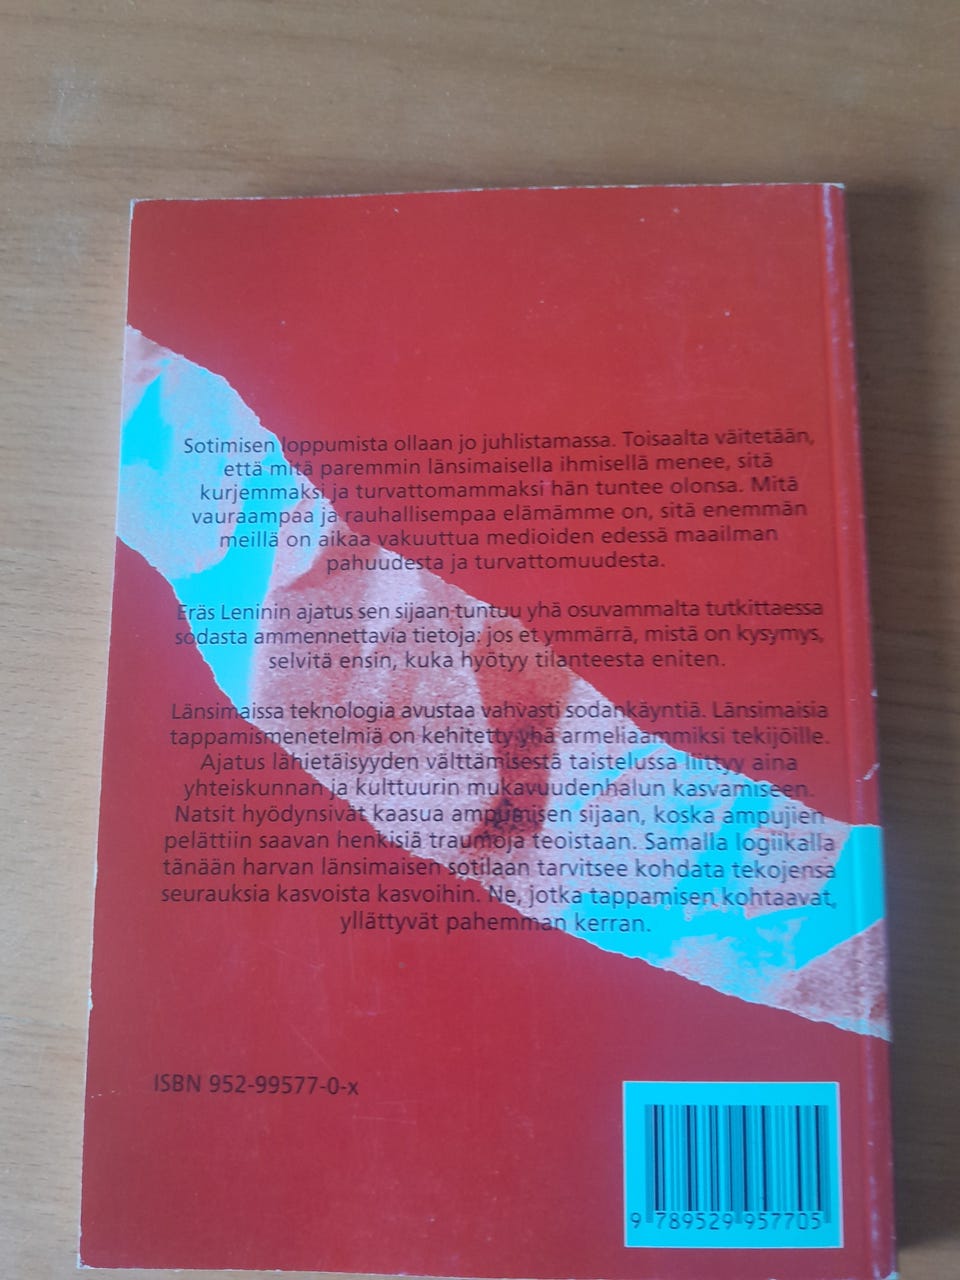 Sotimisen loppumista ollaan jo juhlistamassa. Toisaalta väitetään,
että mitä paremmin länsimaisella ihmisellä menee, sitä
kurjemmaksi ja turvattomammaksi hän tuntee olonsa. Mitä
vauraampaa ja rauhallisempaa elämämme on, sitä enemmän
meillä on aikaa vakuuttua medioiden edessä maailman
pahuudesta ja turvattomuudesta.
Eräs Leninin ajatus sen sijaan tuntuu yhä osuvammalta tutkittaessa
sodasta ammennettavia tietoja: jos et ymmärrä, mistä on kysymys,
selvitä ensin, kuka hyötyy tilanteesta eniten.
Länsimaissa teknologia avustaa vahvasti sodankäyntiä. Länsimaisia
tappamismenetelmiä on kehitetty yhä armeliaammiksi tekijöille.
Ajatus lähietäisyyden välttämisestä taistelussa liittyy aina
yhteiskunnan ja kulttuurin mukavuudenhalun kasvamiseen.
Natsit hyödynsivät kaasua ampumisen sijaan, koska ampujien
pelättiin saavan henkisiä traumoja teoistaan. Samalla logiikalla
tänään harvan länsimaisen sotilaan tarvitsee kohdata tekojensa
seurauksia kasvoista kasvoihin. Ne, jotka tappamisen kohtaavat,
yllättyvät pahemman kerran.
ISBN 952-99577-0-x
9 789529 957705